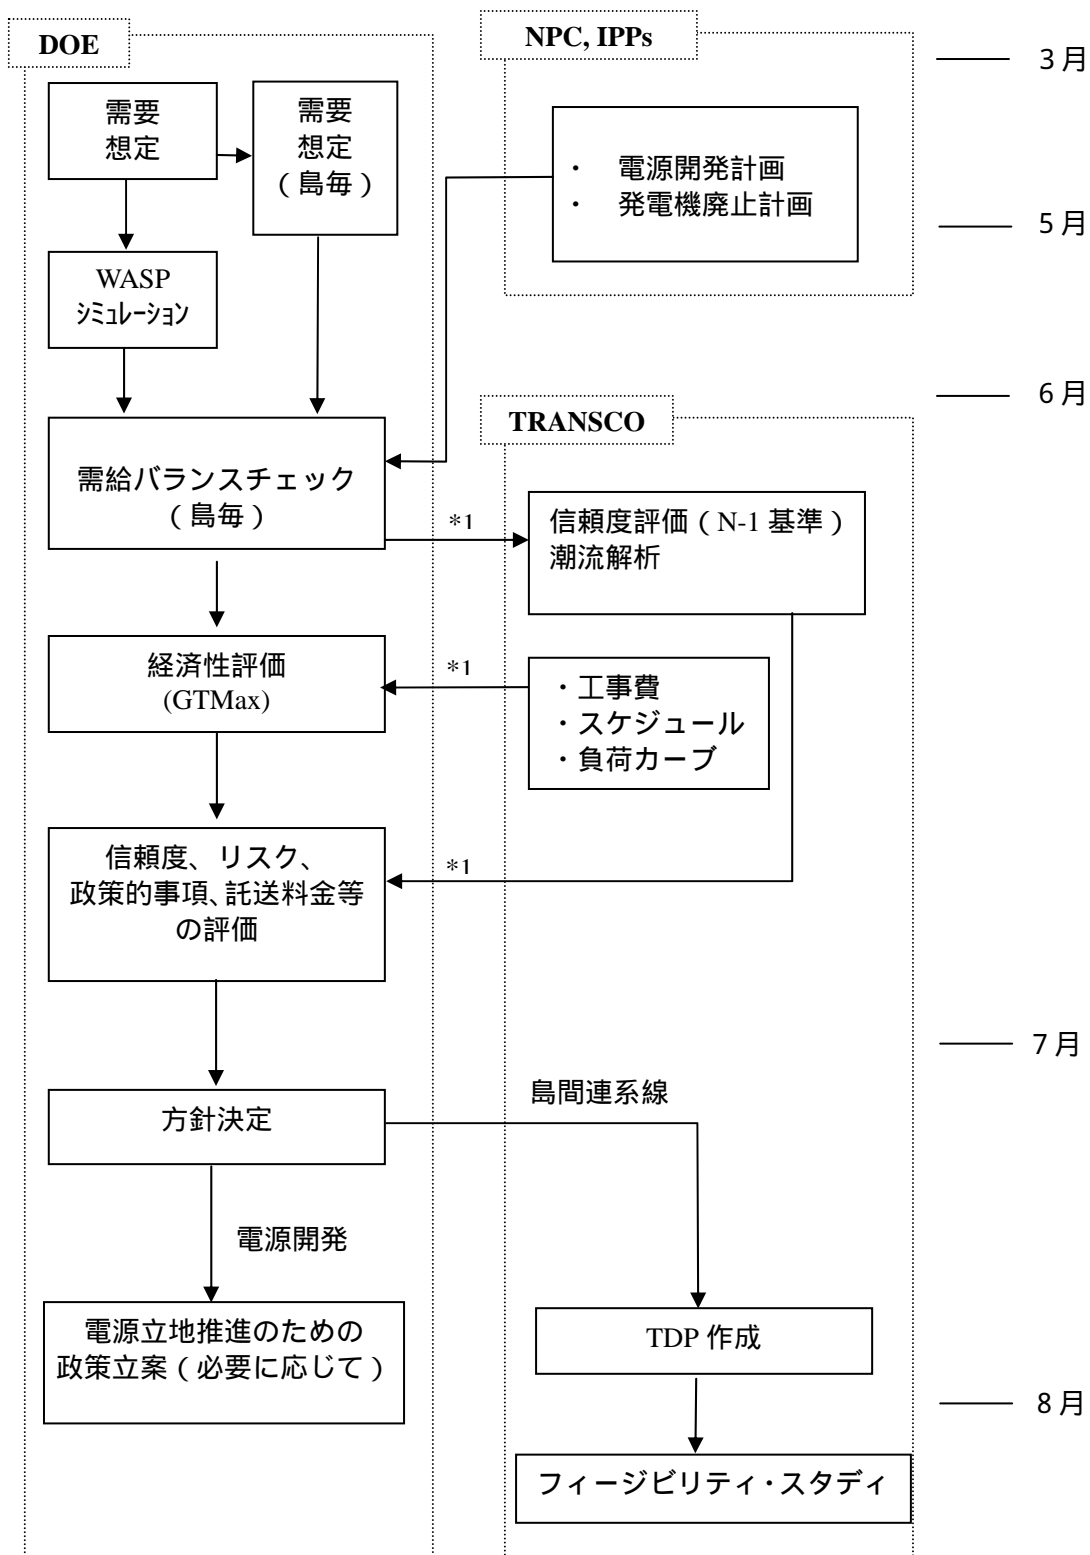 DOE
NPC, IPPs
3 月
需要
想定
需要
想定
（島毎）
・ 電源開発計画
・ 発電機廃止計画
5 月
WASP
ｼﾐｭﾚｰｼｮﾝ
6 月
TRANSCO
需給バランスチェック
（島毎）
*1
信頼度評価（N-1 基準）
潮流解析
経済性評価
(GTMax)
*1
・工事費
・スケジュール
・負荷カーブ
信頼度、リスク、
政策的事項、託送料金等
の評価
*1
7 月
方針決定
島間連系線
電源開発
電源立地推進のための
政策立案（必要に応じて）
TDP 作成
8 月
フィージビリティ・スタディ